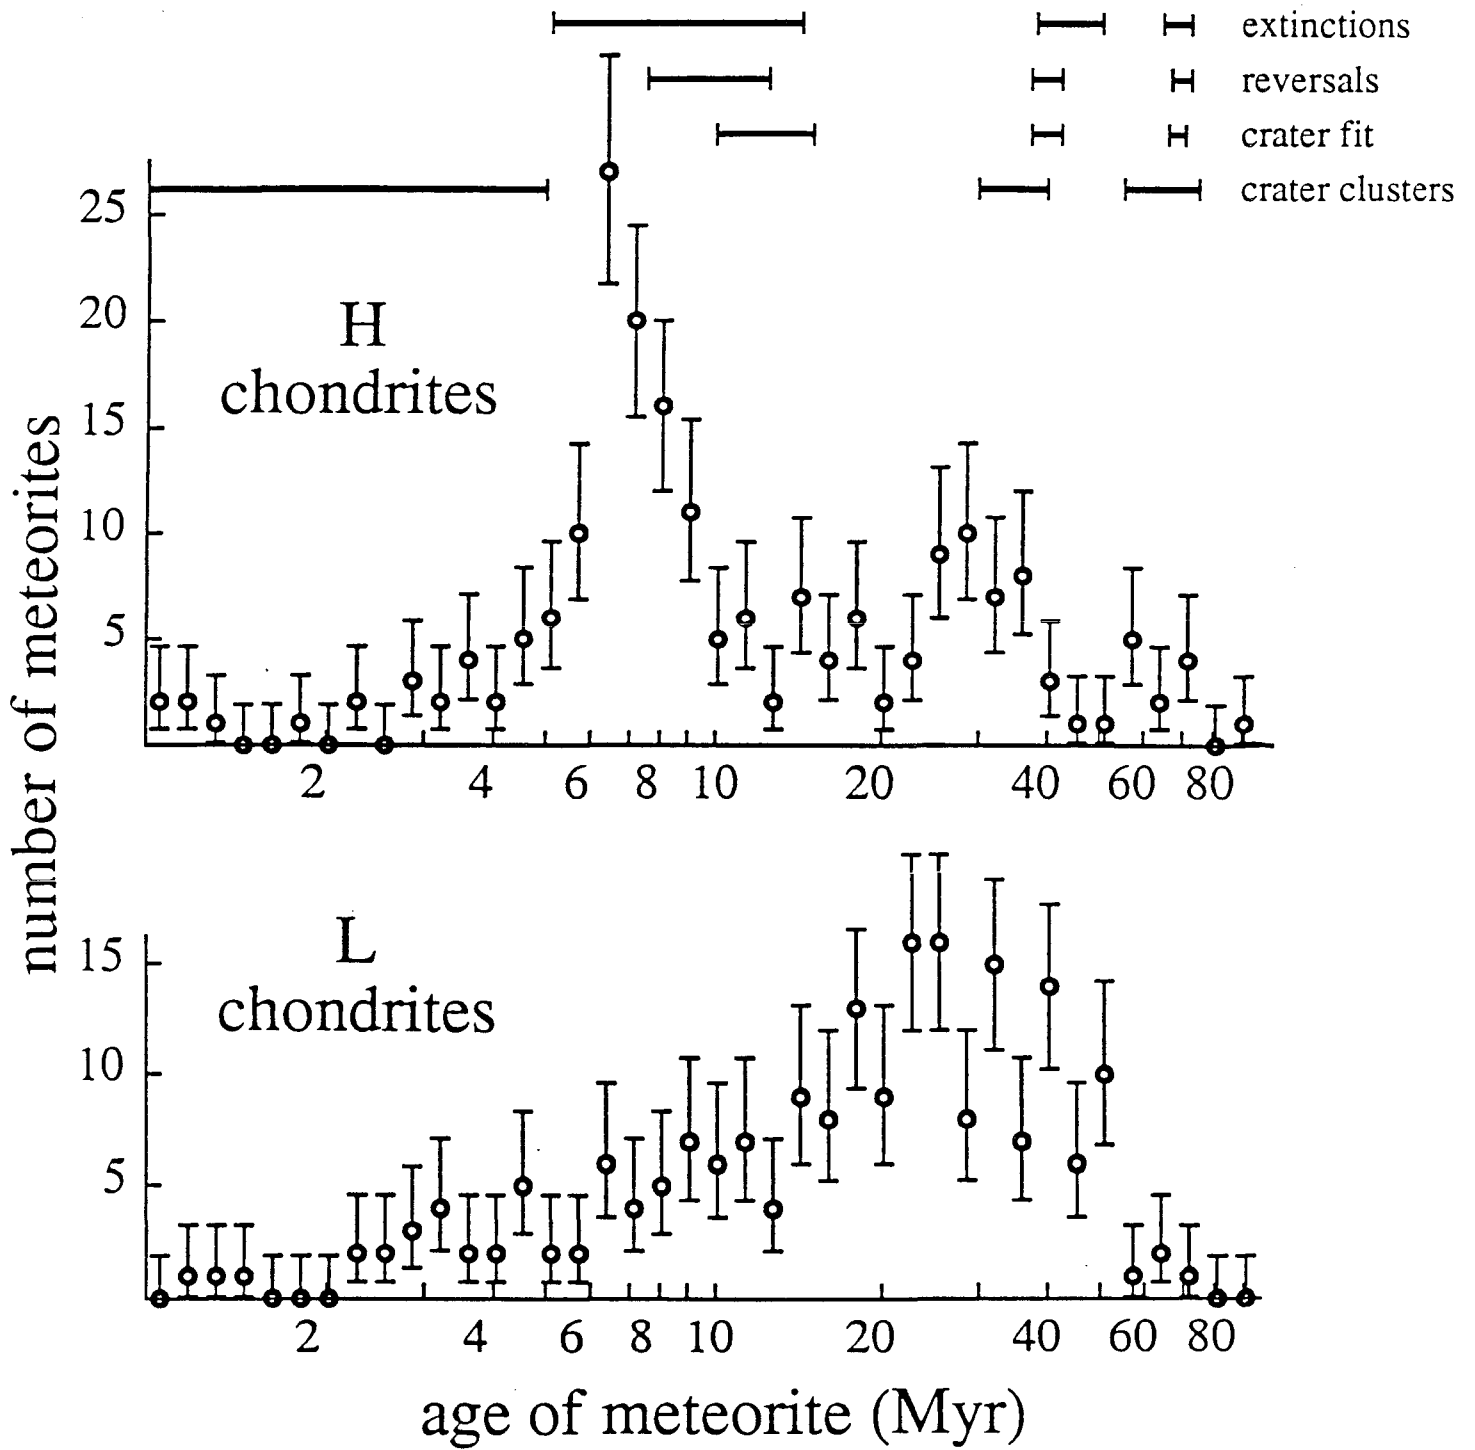 extinctions
reversals
crater fit
crater clusters
25
20
15
10
5
H
chondrites
number of meteorites
2 4 6 8 10 20 40 60 80
L
chondrites
15
10
5
2 4 6 8 10 20 40 60 80
age of meteorite (Myr)